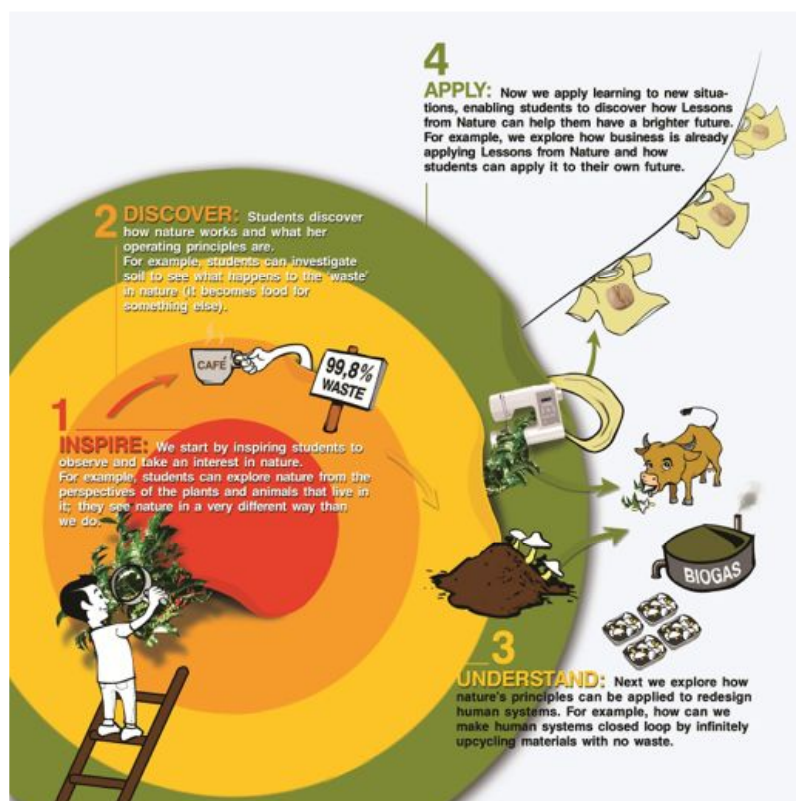 4
APPLY: Now we apply learning to new situa-
tions, enabling students to discover how Lessons
from Nature can help them have a brighter future.
For example, we explore how business is already
applying Lessons from Nature and how
students can apply it to their own future.
2 DISCOVER: Students discover
how nature works and what her
operating principles are.
For example, students can investigate
soil to see what happens to the 'waste'
in nature (it becomes food for
something else).
CAFÉ
99,8%
WASTE
1
INSPIRE: We start by inspiring students to
observe and take an interest in nature.
For example, students can explore nature from the
perspectives of the plants and animals that live in
it; they see nature in a very different way than
we do.
BIOGAS
3
UNDERSTAND: Next we explore how
nature's principles can be applied to redesign
human systems. For example, how can we
make human systems closed loop by infinitely
upcycling materials with no waste.